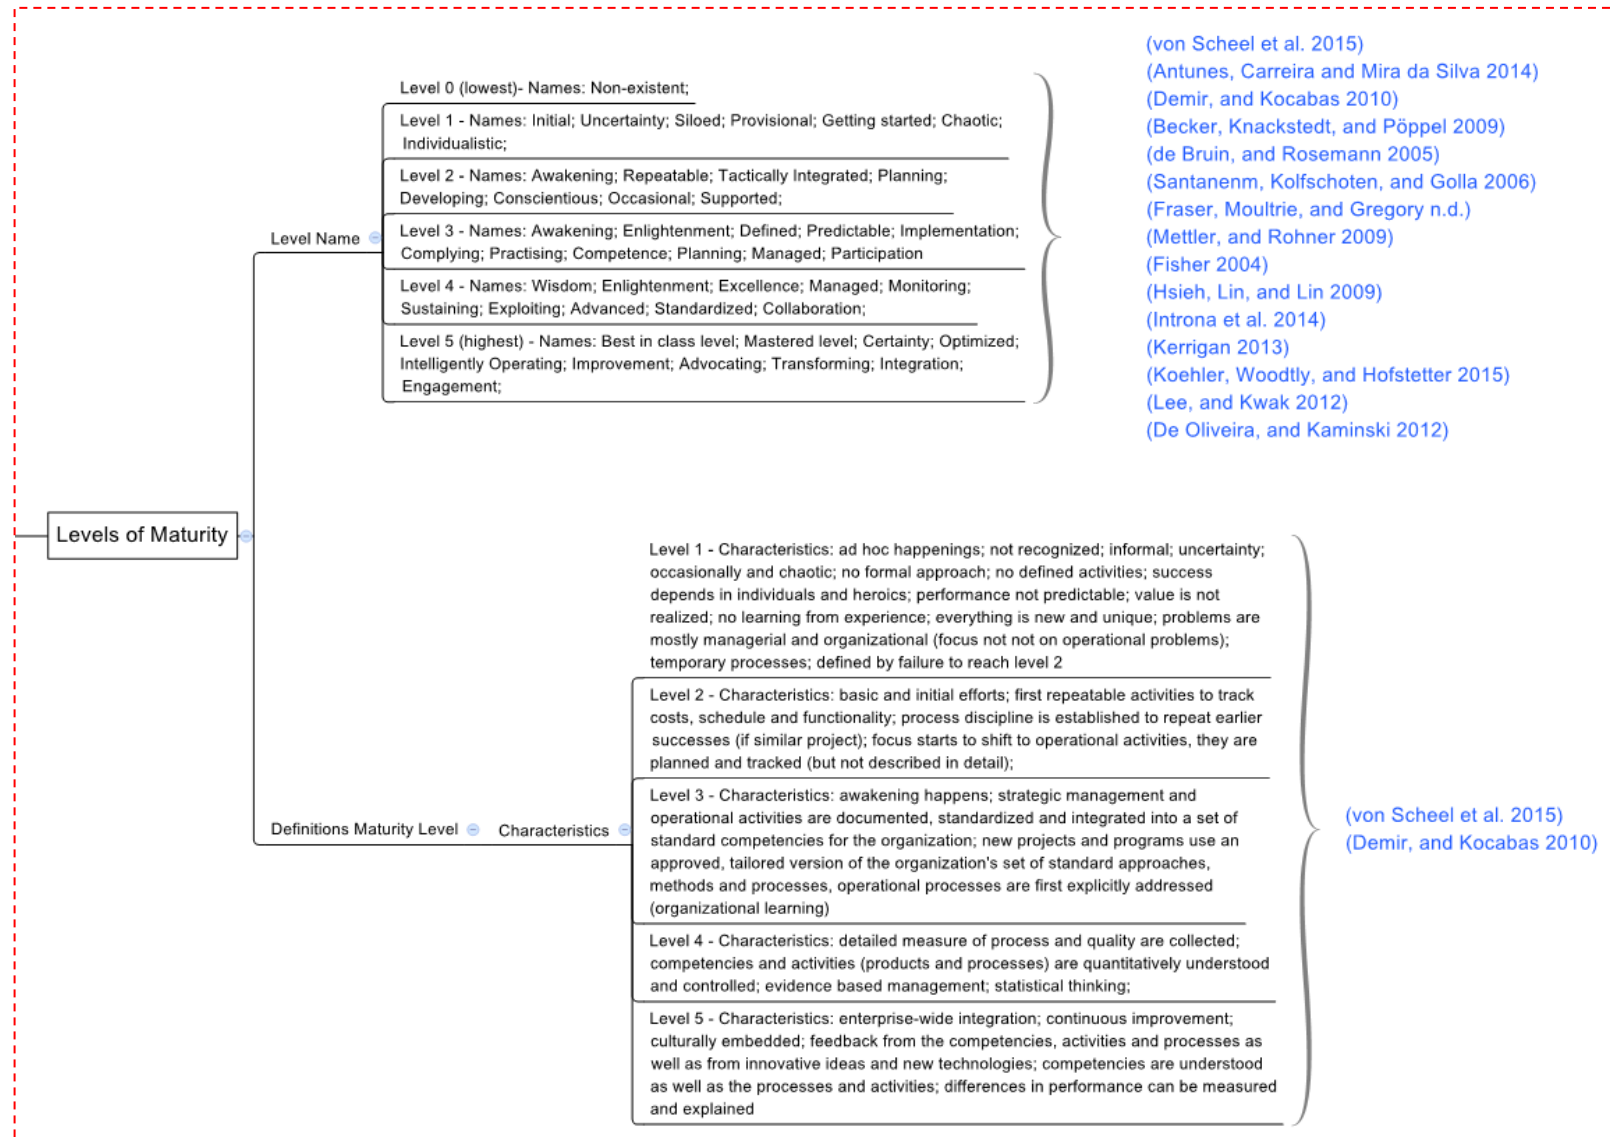 Levels of Maturity
Level Name
Level 0 (lowest)- Names: Non-existent;
Level 1 - Names: Initial; Uncertainty; Siloed; Provisional; Getting started; Chaotic;
Individualistic;
Level 2 - Names: Awakening; Repeatable; Tactically Integrated; Planning;
Developing; Conscientious; Occasional; Supported;
Level 3 - Names: Awakening; Enlightenment; Defined; Predictable; Implementation;
Complying; Practising; Competence; Planning; Managed; Participation
Level 4 - Names: Wisdom; Enlightenment; Excellence; Managed; Monitoring;
Sustaining; Exploiting; Advanced; Standardized; Collaboration;
Level 5 (highest) - Names: Best in class level; Mastered level; Certainty; Optimized;
Intelligently Operating; Improvement; Advocating; Transforming; Integration;
Engagement;
(von Scheel et al. 2015)
(Antunes, Carreira and Mira da Silva 2014)
(Demir, and Kocabas 2010)
(Becker, Knackstedt, and Pöppel 2009)
(de Bruin, and Rosemann 2005)
(Santanenm, Kolfschoten, and Golla 2006)
(Fraser, Moultrie, and Gregory n.d.)
(Mettler, and Rohner 2009)
(Fisher 2004)
(Hsieh, Lin, and Lin 2009)
(Introna et al. 2014)
(Kerrigan 2013)
(Koehler, Woodtly, and Hofstetter 2015)
(Lee, and Kwak 2012)
(De Oliveira, and Kaminski 2012)
Definitions Maturity Level
Characteristics
Level 1 - Characteristics: ad hoc happenings; not recognized; informal; uncertainty;
occasionally and chaotic; no formal approach; no defined activities; success
depends in individuals and heroics; performance not predictable; value is not
realized; no learning from experience; everything is new and unique; problems are
mostly managerial and organizational (focus not not on operational problems);
temporary processes; defined by failure to reach level 2
Level 2 - Characteristics: basic and initial efforts; first repeatable activities to track
costs, schedule and functionality; process discipline is established to repeat earlier
successes (if similar project); focus starts to shift to operational activities, they are
planned and tracked (but not described in detail);
Level 3 - Characteristics: awakening happens; strategic management and
operational activities are documented, standardized and integrated into a set of
standard competencies for the organization; new projects and programs use an
approved, tailored version of the organization's set of standard approaches,
methods and processes, operational processes are first explicitly addressed
(organizational learning)
Level 4 - Characteristics: detailed measure of process and quality are collected;
competencies and activities (products and processes) are quantitatively understood
and controlled; evidence based management; statistical thinking;
Level 5 - Characteristics: enterprise-wide integration; continuous improvement;
culturally embedded; feedback from the competencies, activities and processes as
well as from innovative ideas and new technologies; competencies are understood
as well as the processes and activities; differences in performance can be measured
and explained
(von Scheel et al. 2015)
(Demir, and Kocabas 2010)